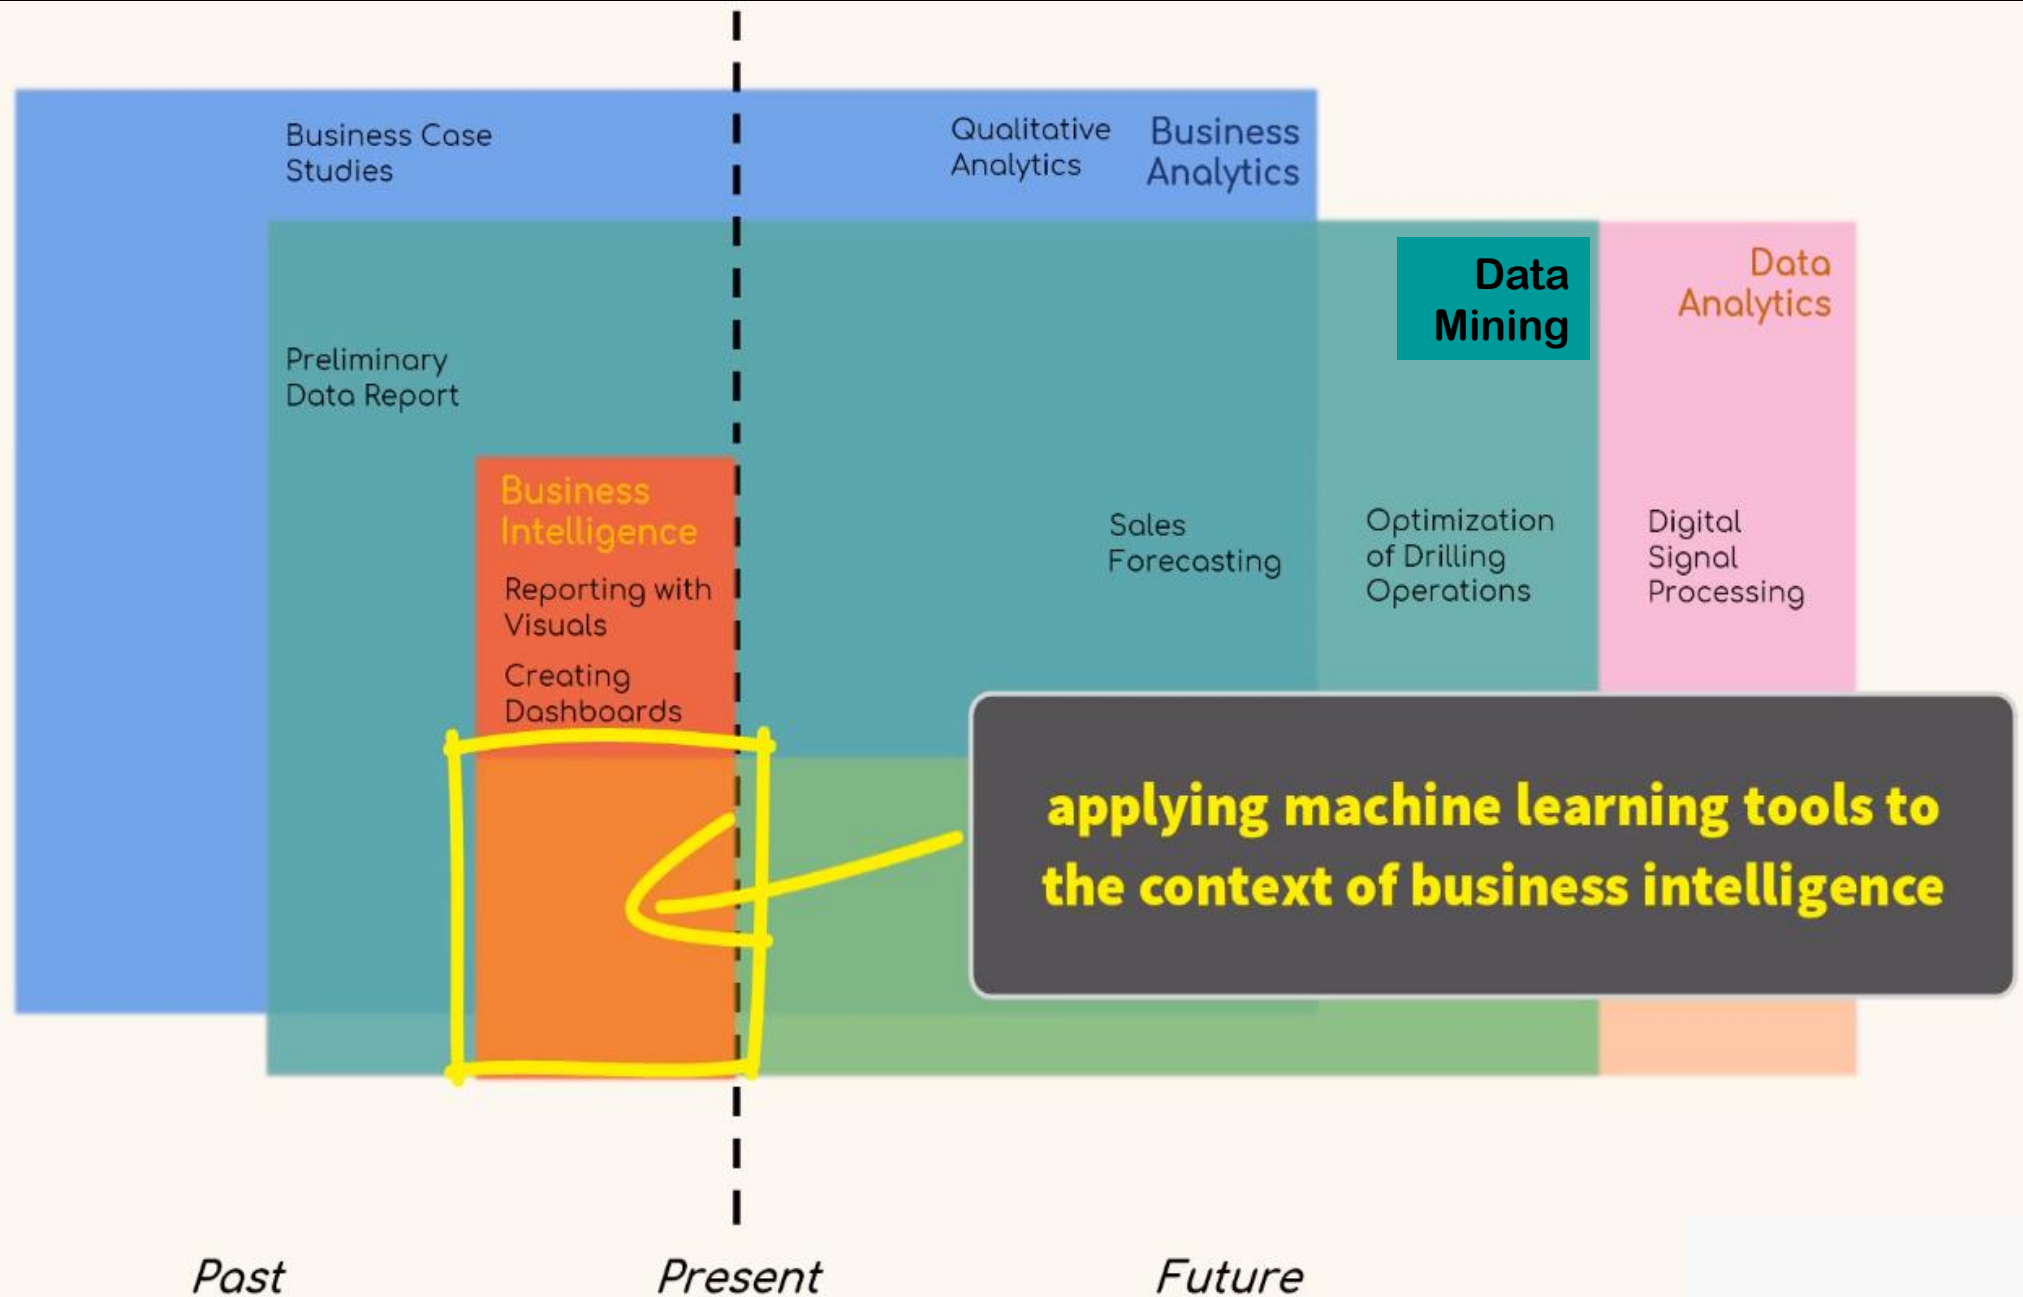 Business Case
Studies
Qualitative
Analytics
Business
Analytics
Data
Mining
Data
Analytics
Preliminary
Data Report
Business
Intelligence
Reporting with
Visuals
Creating
Dashboards
Sales
Forecasting
Optimization
of Drilling
Operations
Digital
Signal
Processing
applying machine learning tools to
the context of business intelligence
Past
Present
Future